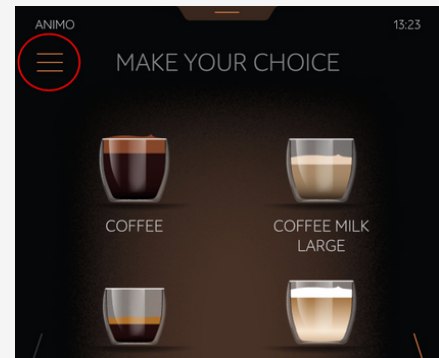 ANIMO
13:23
MAKE YOUR CHOICE
COFFEE
COFFEE MILK
LARGE